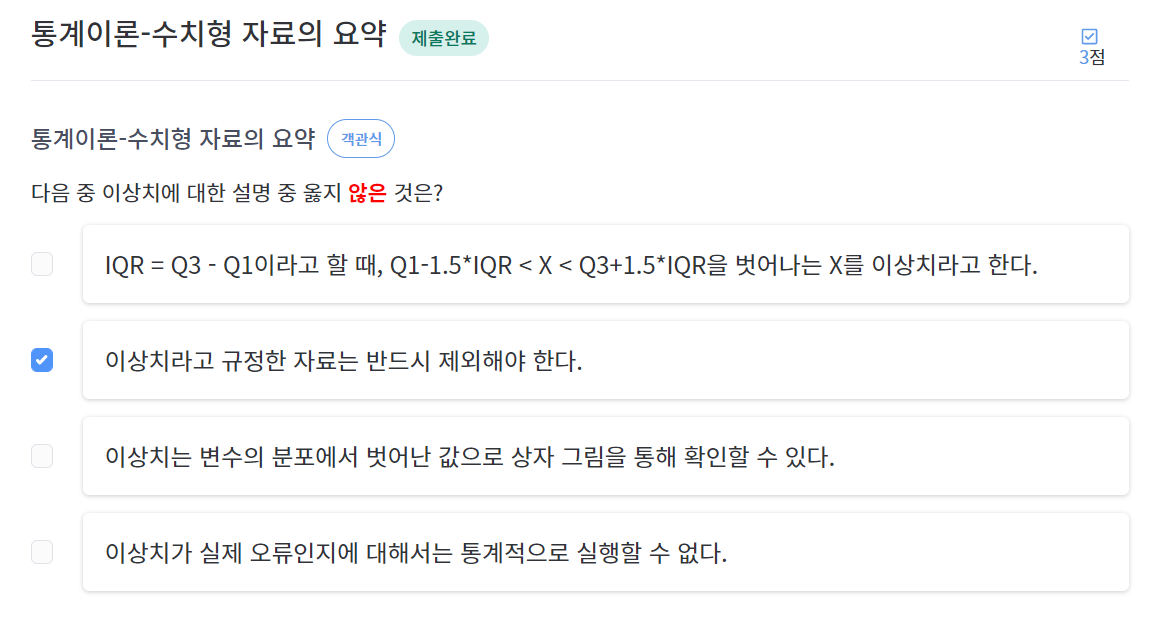 통계이론-수치형 자료의 요약 제출완료
3점
통계이론-수치형 자료의 요약 객관식
다음 중 이상치에 대한 설명 중 옳지 않은 것은?
IQR = Q3 - Q1이라고 할 때, Q1-1.5*IQR < X < Q3+1.5*IQR을 벗어나는 X를 이상치라고 한다.
이상치라고 규정한 자료는 반드시 제외해야 한다.
이상치는 변수의 분포에서 벗어난 값으로 상자 그림을 통해 확인할 수 있다.
이상치가 실제 오류인지에 대해서는 통계적으로 실행할 수 없다.